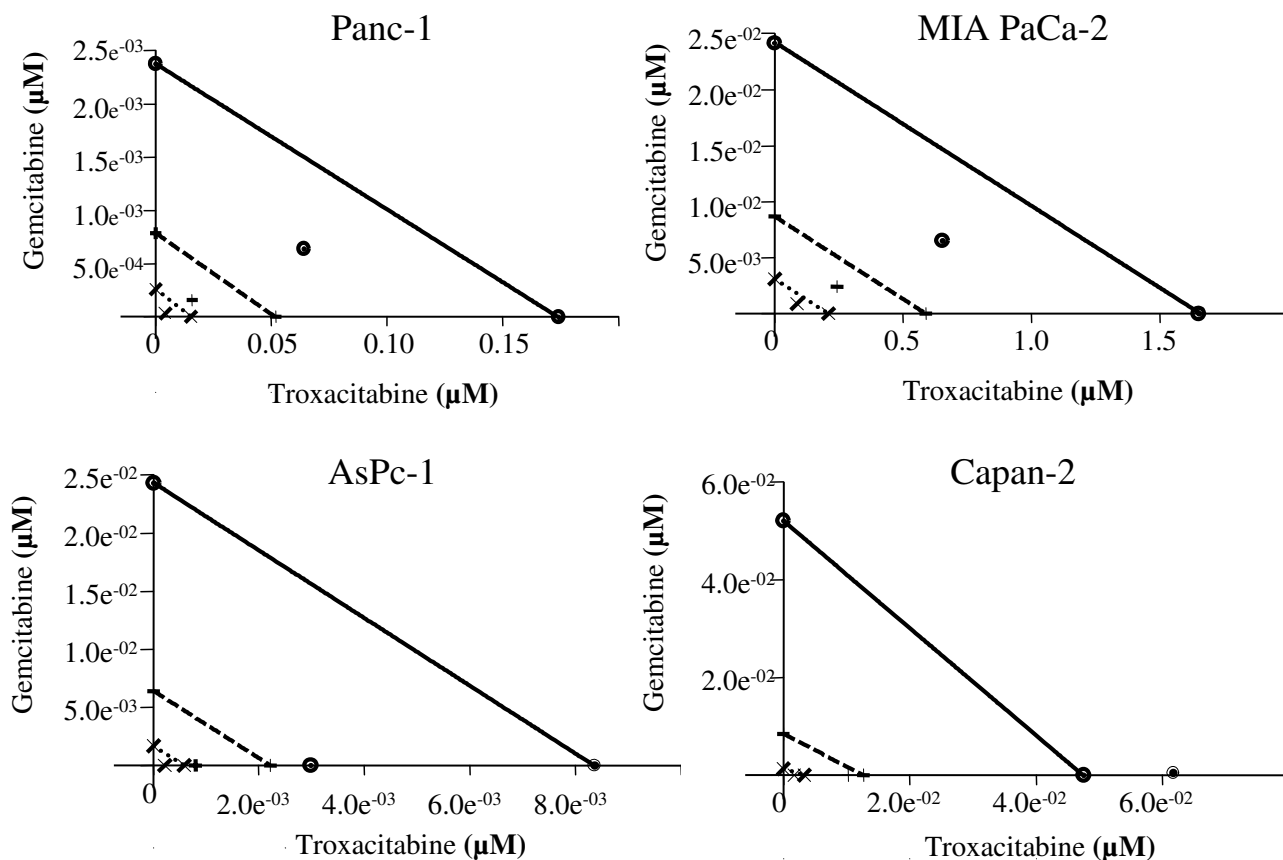 Panc-1
Gemcitabine (µM)
2.5e-03
2.0e-03
1.5e-03
1.0e-03
5.0e-04
0 0.05 0.10 0.15
Troxacitabine (µM)
MIA PaCa-2
Gemcitabine (µM)
2.5e-02
2.0e-02
1.5e-02
1.0e-02
5.0e-03
0 0.5 1.0 1.5
Troxacitabine (µM)
AsPc-1
Gemcitabine (µM)
2.5e-02
2.0e-02
1.5e-02
1.0e-02
5.0e-03
0 2.0e-03 4.0e-03 6.0e-03 8.0e-03
Troxacitabine (µM)
Capan-2
Gemcitabine (µM)
6.0e-02
4.0e-02
2.0e-02
0 2.0e-02 4.0e-02 6.0e-02
Troxacitabine (µM)